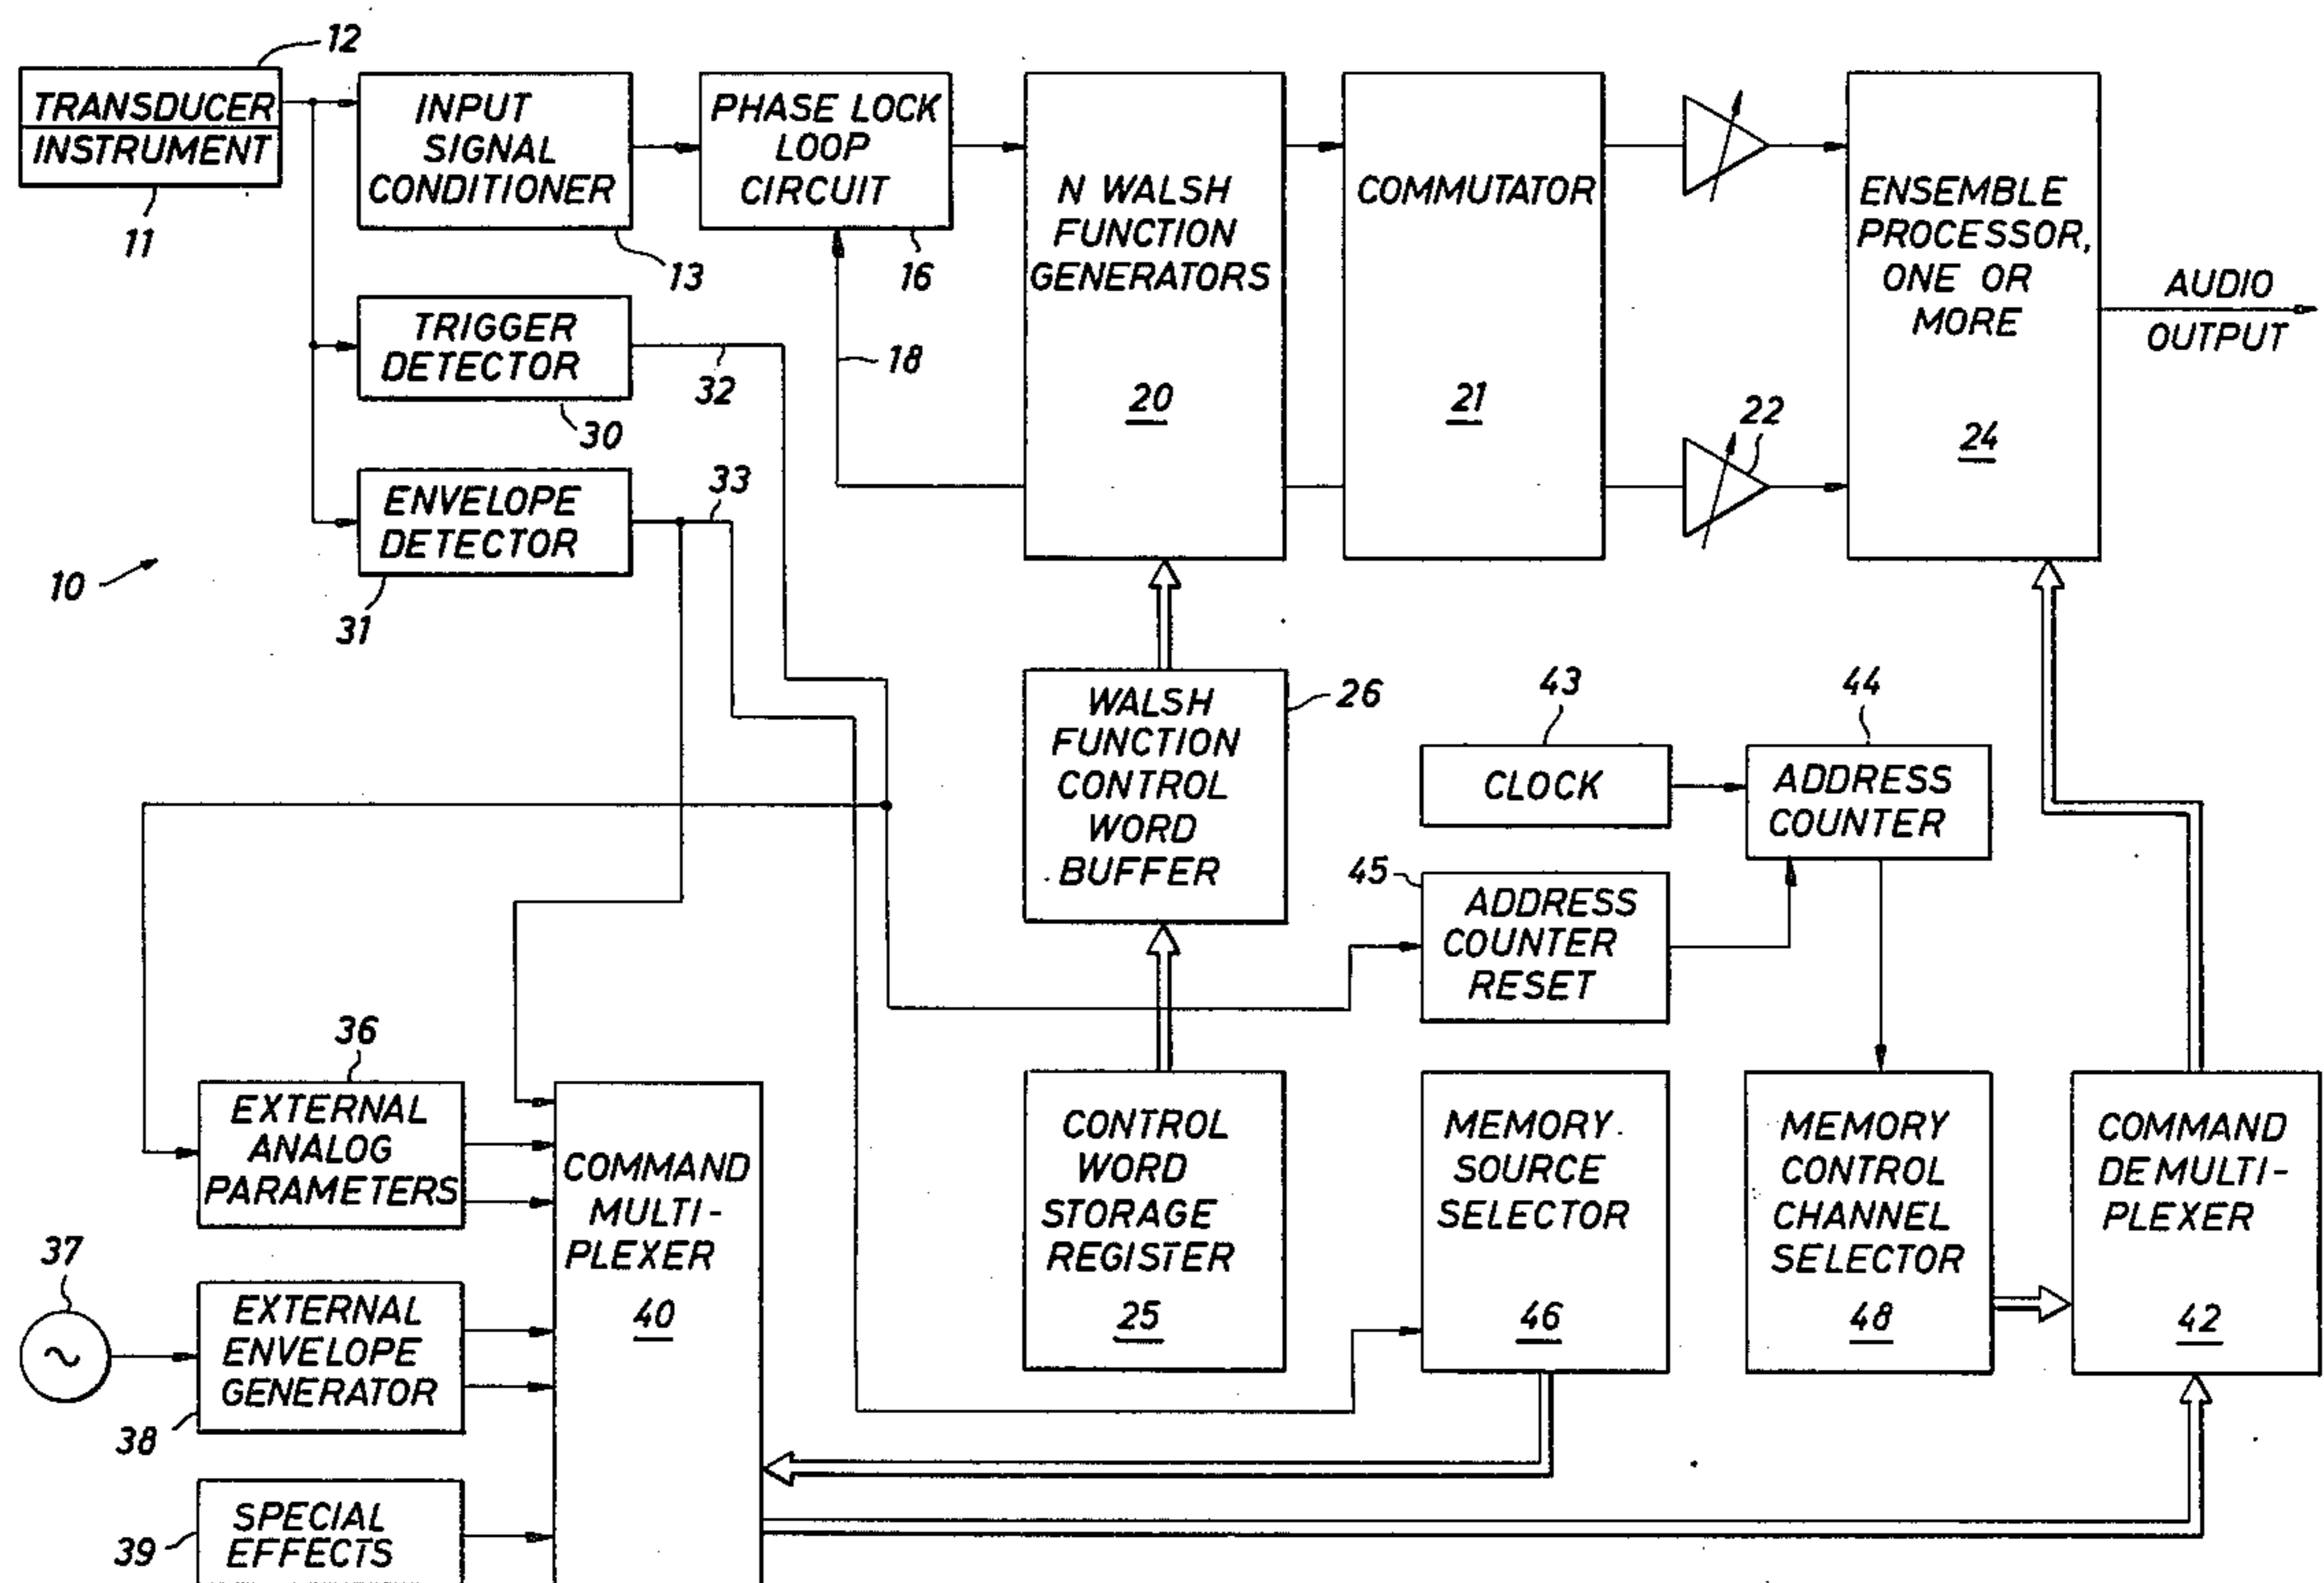 12
TRANSDUCER
INSTRUMENT
11
INPUT
SIGNAL
CONDITIONER
13
PHASE LOCK
LOOP
CIRCUIT
16
18
N WALSH
FUNCTION
GENERATORS
20
COMMUTATOR
21
22
ENSEMBLE
PROCESSOR,
ONE OR
MORE
24
AUDIO
OUTPUT
TRIGGER
DETECTOR
30
32
ENVELOPE
DETECTOR
31
33
10
WALSH
FUNCTION
CONTROL
WORD
BUFFER
26
43
CLOCK
44
ADDRESS
COUNTER
45
ADDRESS
COUNTER
RESET
36
EXTERNAL
ANALOG
PARAMETERS
37
~
EXTERNAL
ENVELOPE
GENERATOR
38
SPECIAL
EFFECTS
39
COMMAND
MULTI-
PLEXER
40
CONTROL
WORD
STORAGE
REGISTER
25
MEMORY
SOURCE
SELECTOR
46
MEMORY
CONTROL
CHANNEL
SELECTOR
48
COMMAND
DEMULTI-
PLEXER
42